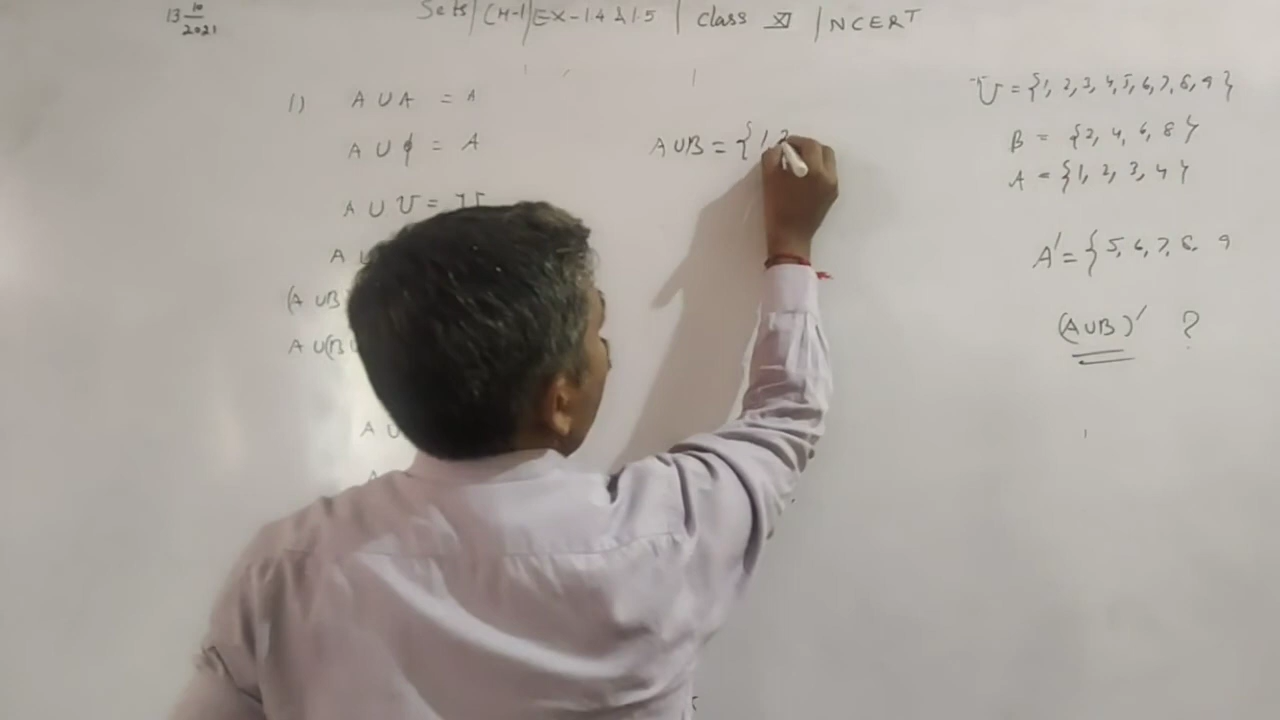 13 10/2021
Sets / CH-1 / EX-1.4 & 1.5 | Class XI | NCERT
1) A ∪ A = A
A ∪ φ = A
A ∪ U = U
A ∪
(A ∪ B
A ∪ (B ∪
A ∪
A
A ∪ B = { 1, 2
U = {1, 2, 3, 4, 5, 6, 7, 8, 9}
B = {2, 4, 6, 8}
A = {1, 2, 3, 4}
A' = { 5, 6, 7, 8, 9
(A ∪ B)' ?